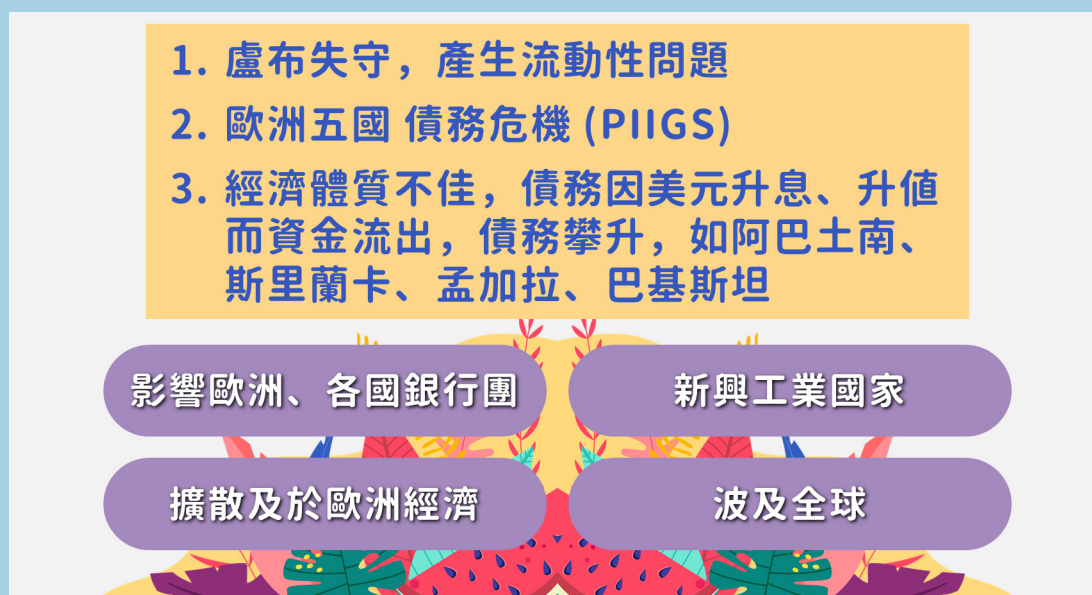 1. 盧布失守，產生流動性問題
2. 歐洲五國 債務危機 (PIIGS)
3. 經濟體質不佳，債務因美元升息、升值
而資金流出，債務攀升，如阿巴土南、
斯里蘭卡、孟加拉、巴基斯坦
影響歐洲、各國銀行團
新興工業國家
擴散及於歐洲經濟
波及全球